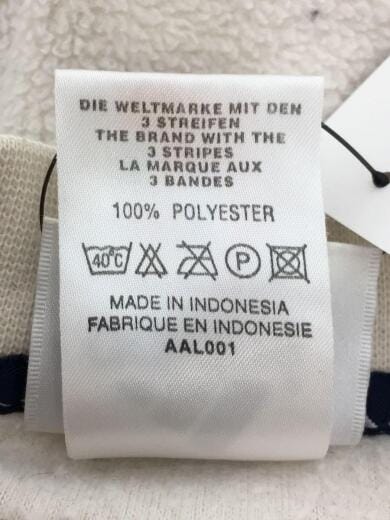 DIE WELTMARKE MIT DEN
3 STREIFEN
THE BRAND WITH THE
3 STRIPES
LA MARQUE AUX
3 BANDES
100% POLYESTER
40°C P
MADE IN INDONESIA
FABRIQUE EN INDONESIE
AAL001